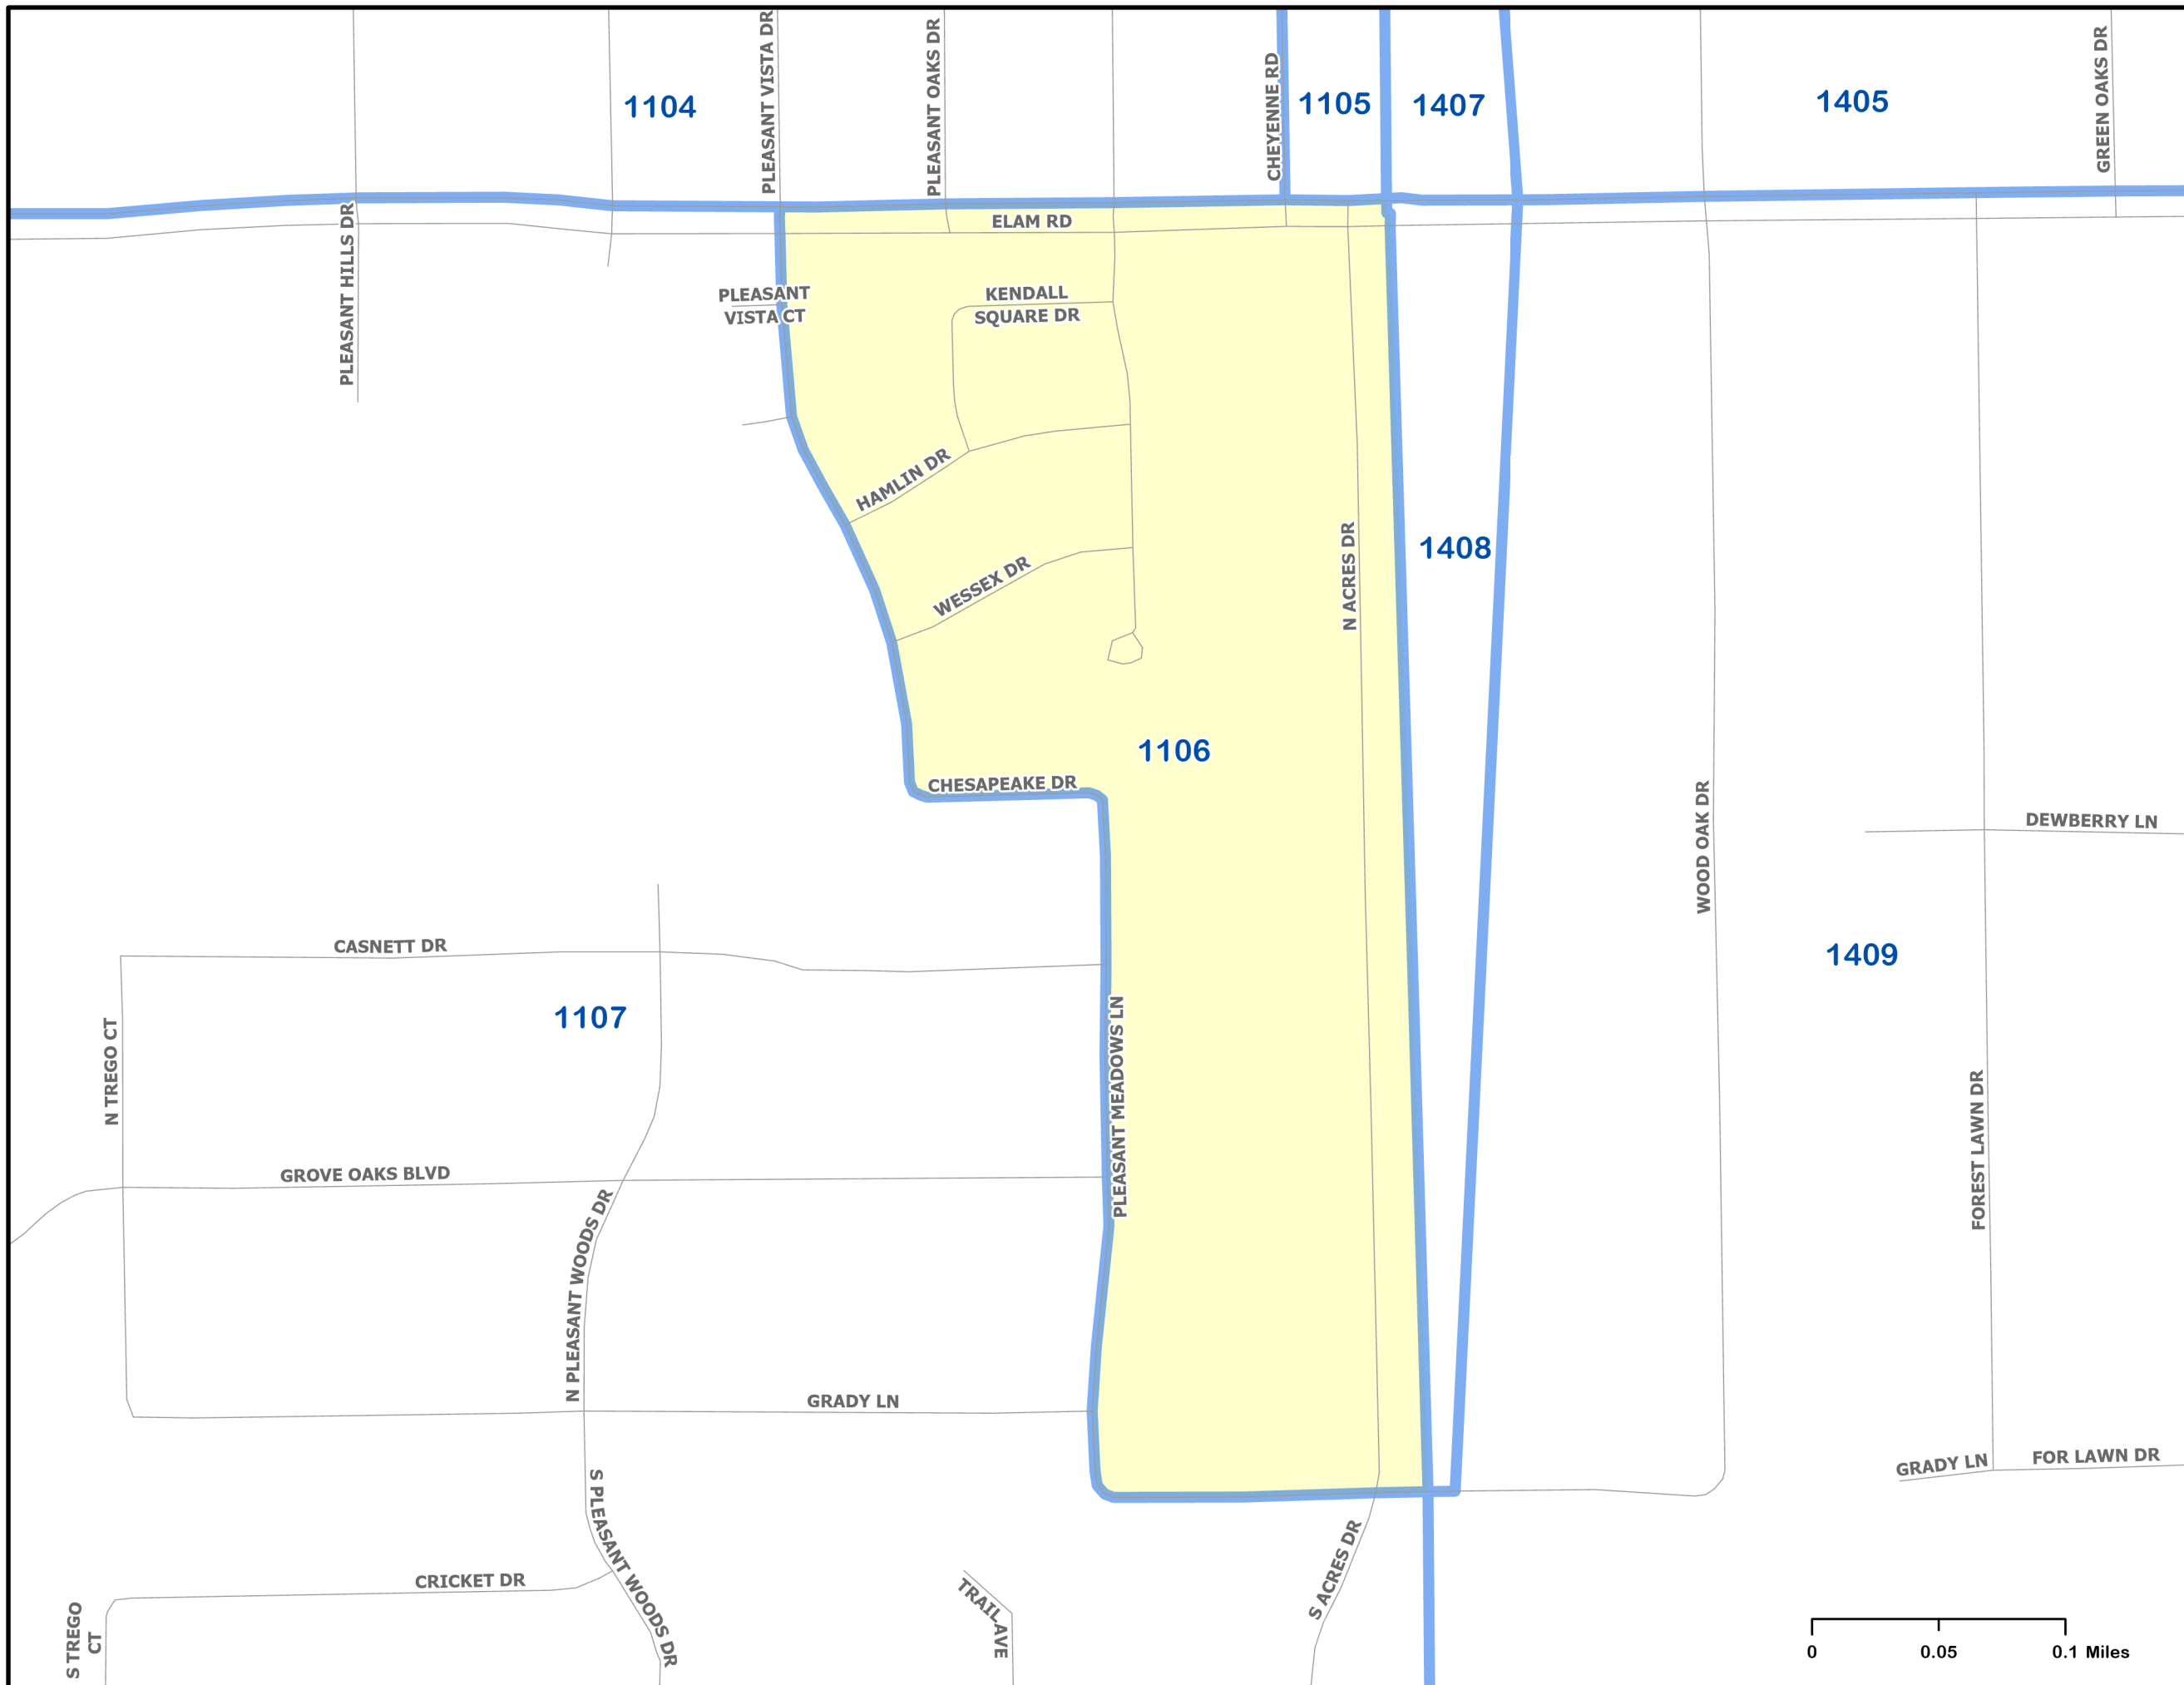 PLEASANT VISTA DR
PLEASANT OAKS DR
CHEYENNE RD
GREEN OAKS DR
1104
1105
1407
1405
ELAM RD
PLEASANT HILLS DR
PLEASANT
VISTA CT
KENDALL
SQUARE DR
HAMLIN DR
WESSEX DR
N ACRES DR
1408
1106
CHESAPEAKE DR
WOOD OAK DR
DEWBERRY LN
CASNETT DR
1409
1107
N TREGO CT
PLEASANT MEADOWS LN
FOREST LAWN DR
GROVE OAKS BLVD
N PLEASANT WOODS DR
GRADY LN
GRADY LN
FOR LAWN DR
S PLEASANT WOODS DR
S ACRES DR
CRICKET DR
TRAIL AVE
S TREGO
CT
0 0.05 0.1 Miles